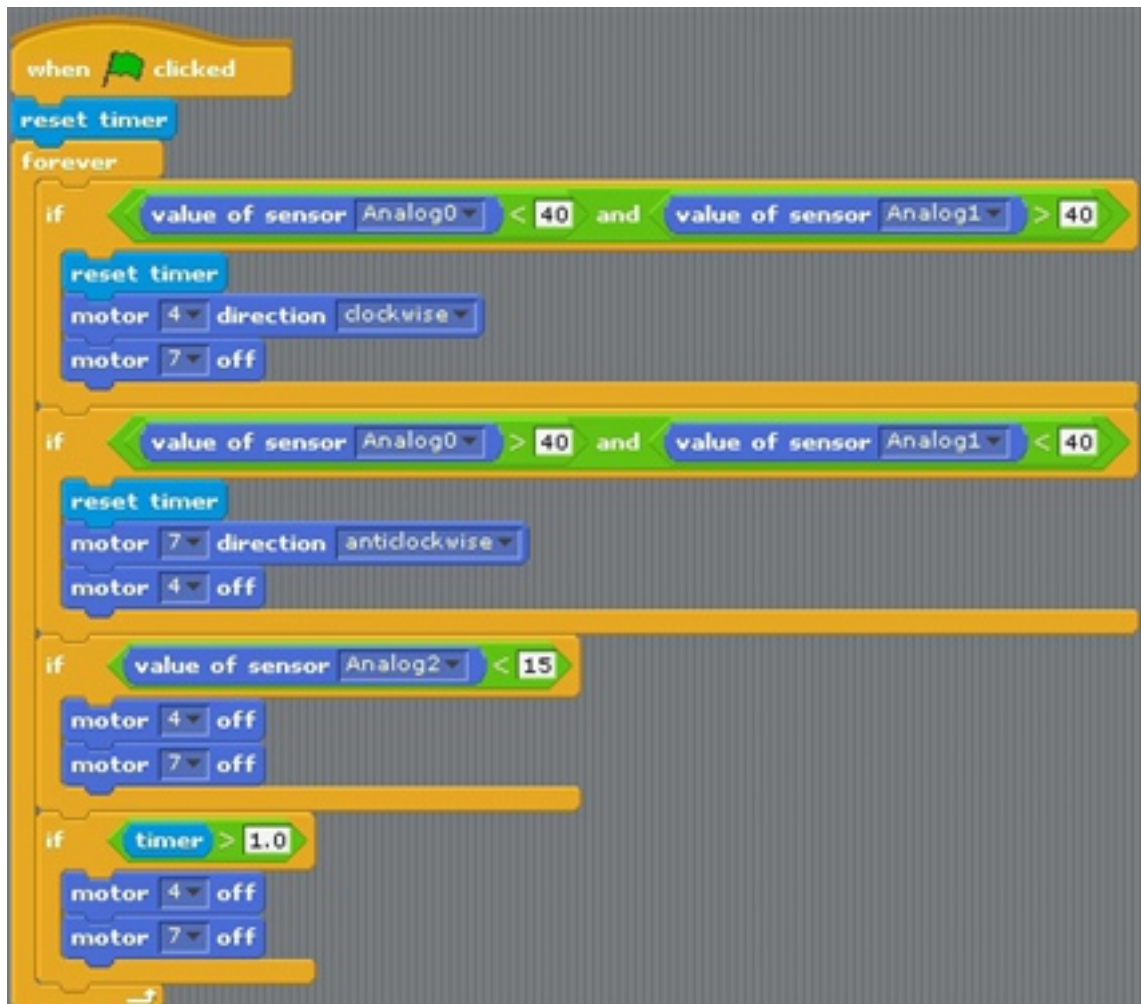 when clicked
reset timer
forever
if value of sensor Analog0 < 40 and value of sensor Analog1 > 40
reset timer
motor 4 direction clockwise
motor 7 off
if value of sensor Analog0 > 40 and value of sensor Analog1 < 40
reset timer
motor 7 direction anticlockwise
motor 4 off
if value of sensor Analog2 < 15
motor 4 off
motor 7 off
if timer > 1.0
motor 4 off
motor 7 off